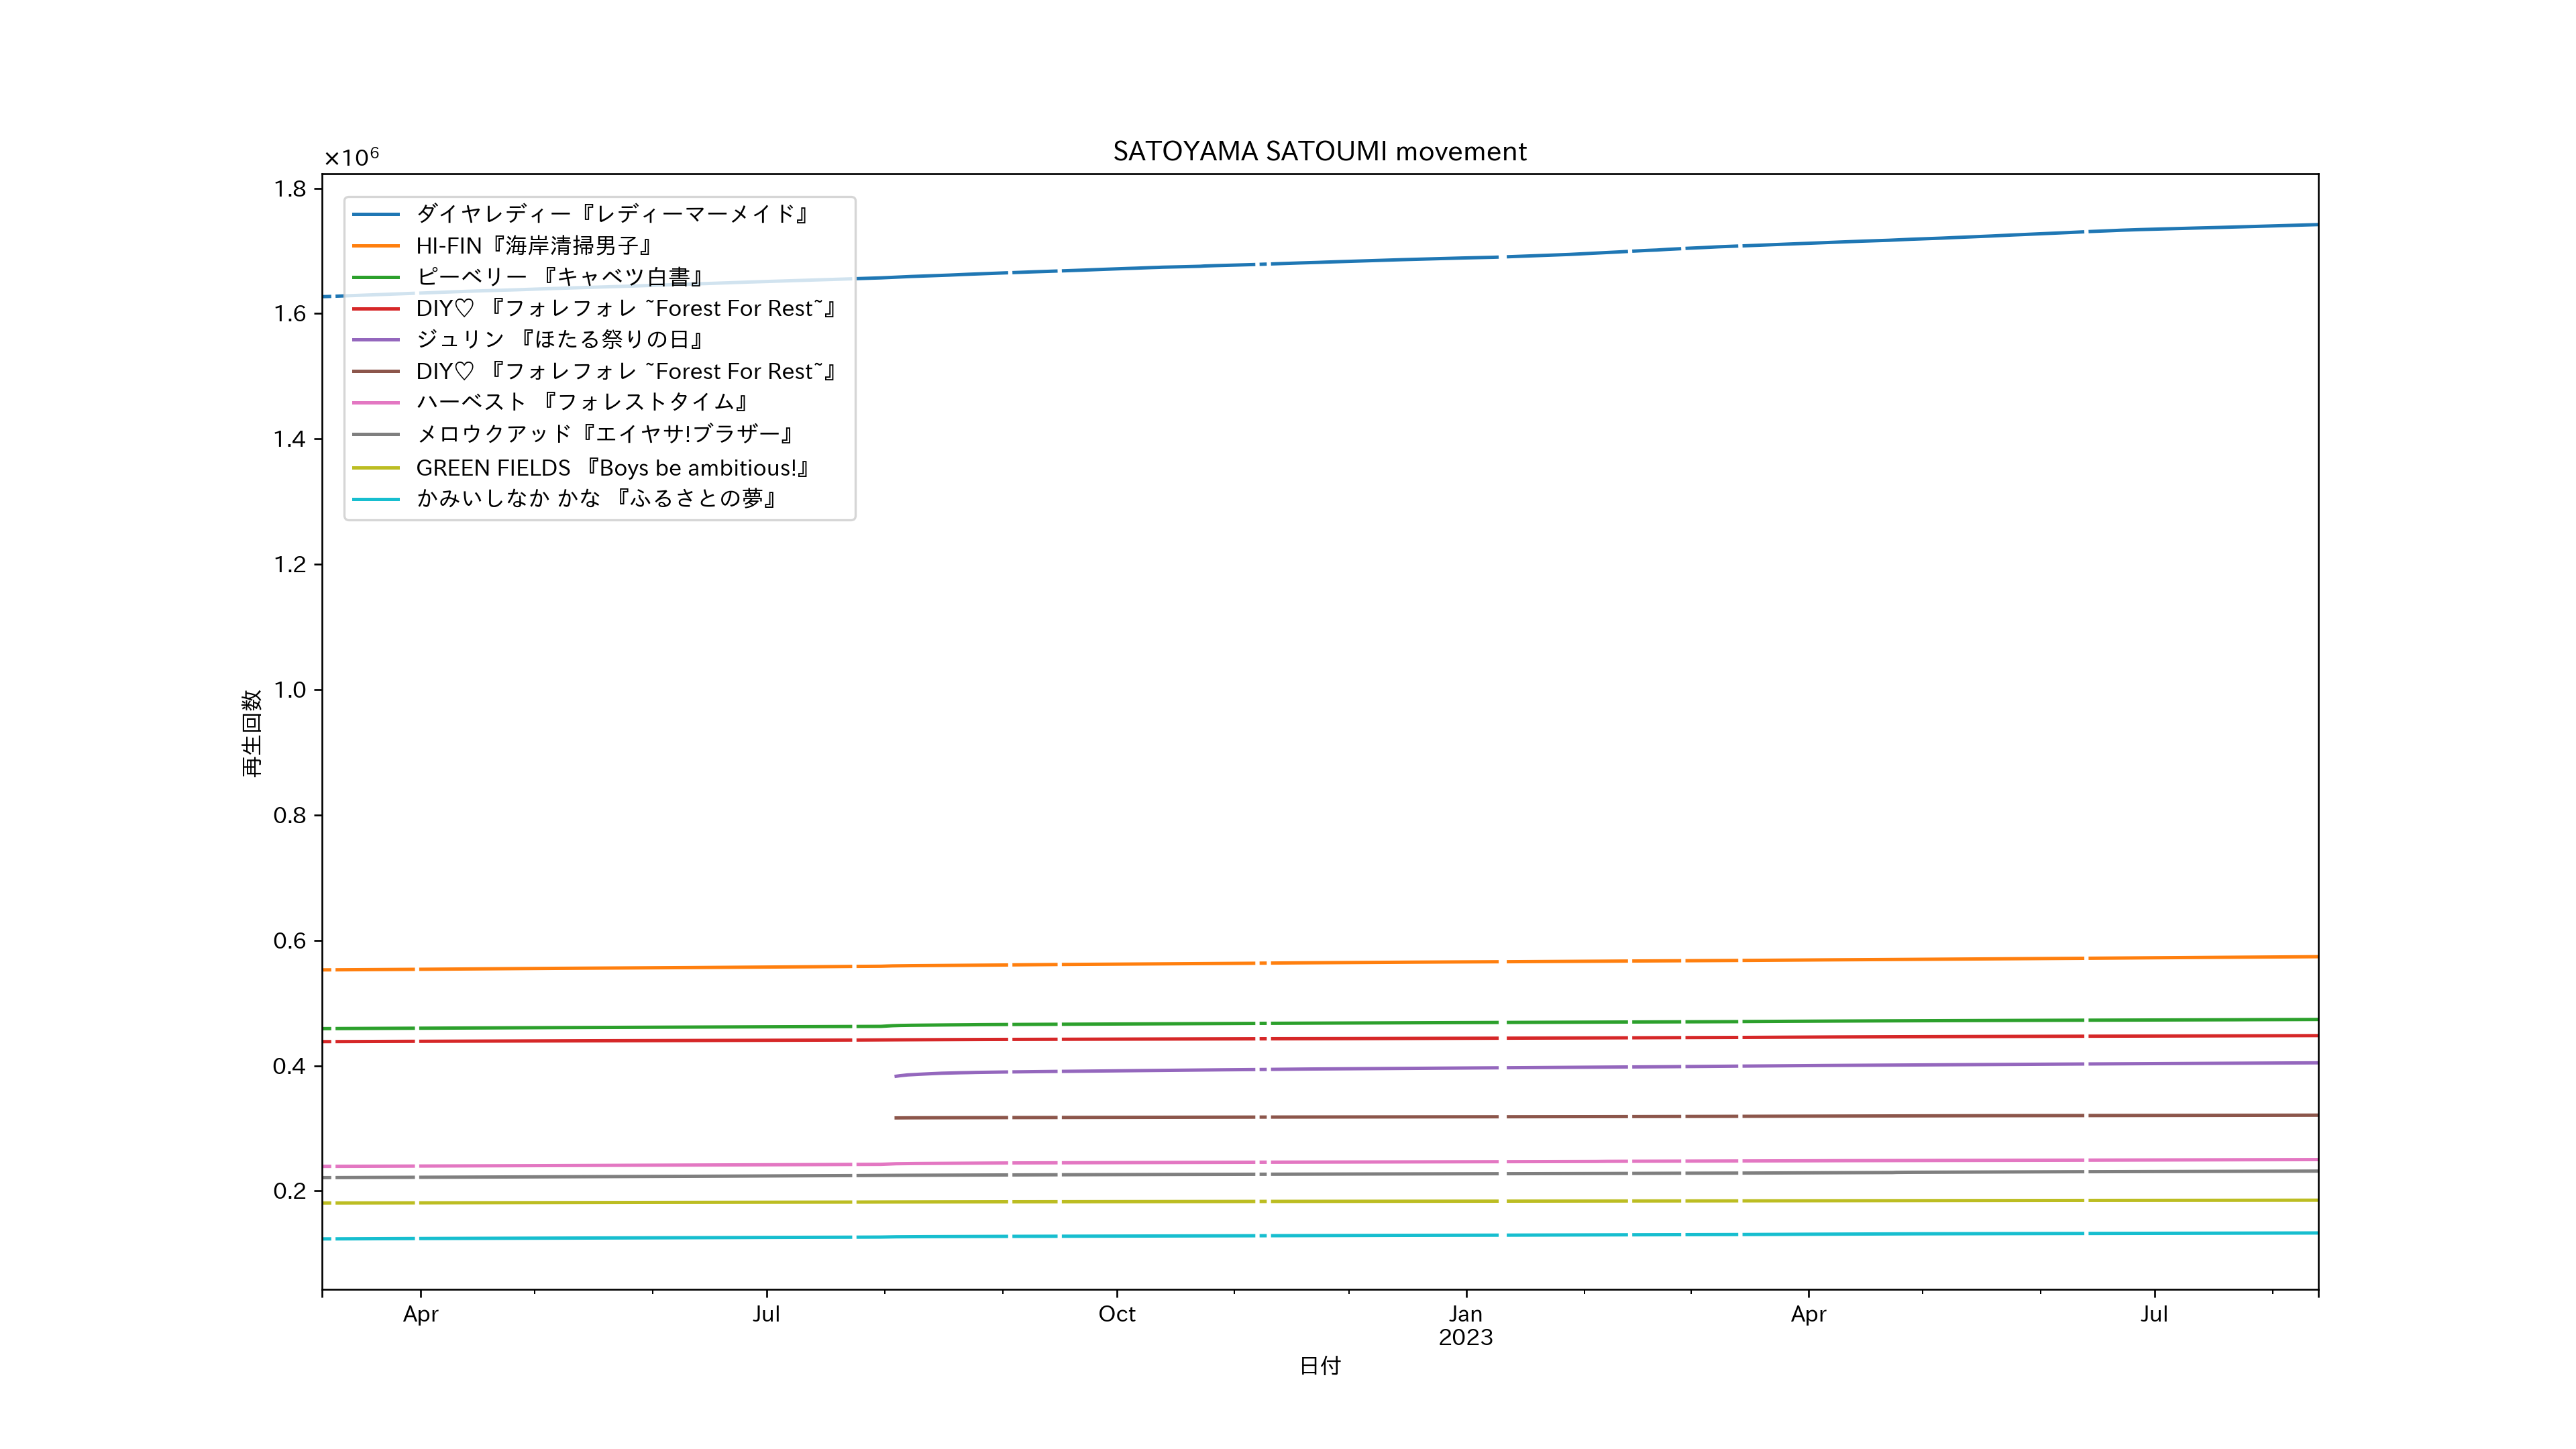 SATOYAMA SATOUMI movement
×10⁶
1.8
1.6
1.4
1.2
1.0
0.8
0.6
0.4
0.2
再生回数
ダイヤレディー『レディーマーメイド』
HI-FIN『海岸清掃男子』
ピーベリー 『キャベツ白書』
DIY♡ 『フォレフォレ ~Forest For Rest~』
ジュリン 『ほたる祭りの日』
DIY♡ 『フォレフォレ ~Forest For Rest~』
ハーベスト 『フォレストタイム』
メロウクアッド『エイヤサ!ブラザー』
GREEN FIELDS 『Boys be ambitious!』
かみいしなか かな 『ふるさとの夢』
Apr Jul Oct Jan Apr Jul
2023
日付